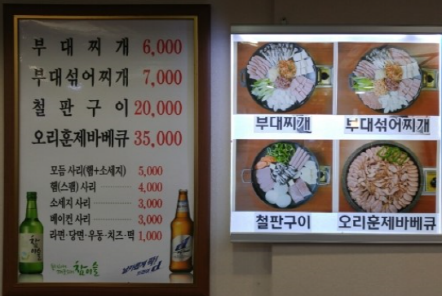 부대찌개 6,000
부대섞어찌개 7,000
철판구이 20,000
오리훈제바베큐 35,000
모듬 사리(햄+소세지) 5,000
햄(스팸) 사리 4,000
소세지 사리 3,000
베이컨 사리 3,000
라면·당면·우동·치즈·떡 1,000
참이슬
부대찌개
부대섞어찌개
철판구이
오리훈제바베큐